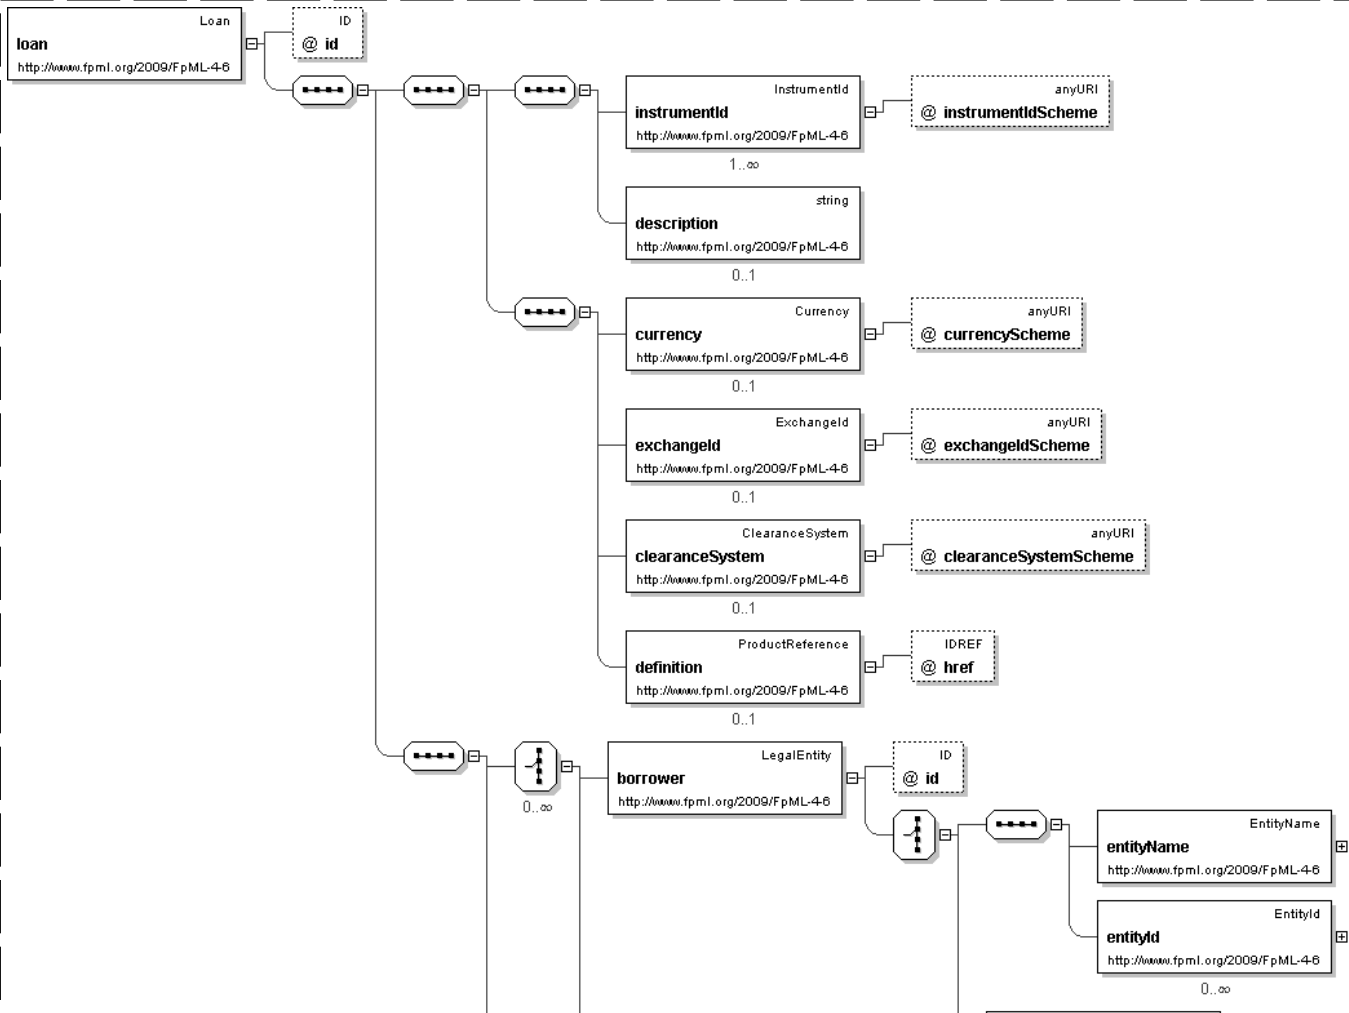 Loan
loan
http://www.fpml.org/2009/FpML-4-6
ID
@ id
InstrumentId
instrumentId
http://www.fpml.org/2009/FpML-4-6
1..∞
anyURI
@ instrumentIdScheme
string
description
http://www.fpml.org/2009/FpML-4-6
0..1
Currency
currency
http://www.fpml.org/2009/FpML-4-6
0..1
anyURI
@ currencyScheme
ExchangeId
exchangeId
http://www.fpml.org/2009/FpML-4-6
0..1
anyURI
@ exchangeIdScheme
ClearanceSystem
clearanceSystem
http://www.fpml.org/2009/FpML-4-6
0..1
anyURI
@ clearanceSystemScheme
ProductReference
definition
http://www.fpml.org/2009/FpML-4-6
0..1
IDREF
@ href
0..∞
LegalEntity
borrower
http://www.fpml.org/2009/FpML-4-6
ID
@ id
EntityName
entityName
http://www.fpml.org/2009/FpML-4-6
EntityId
entityId
http://www.fpml.org/2009/FpML-4-6
0..∞